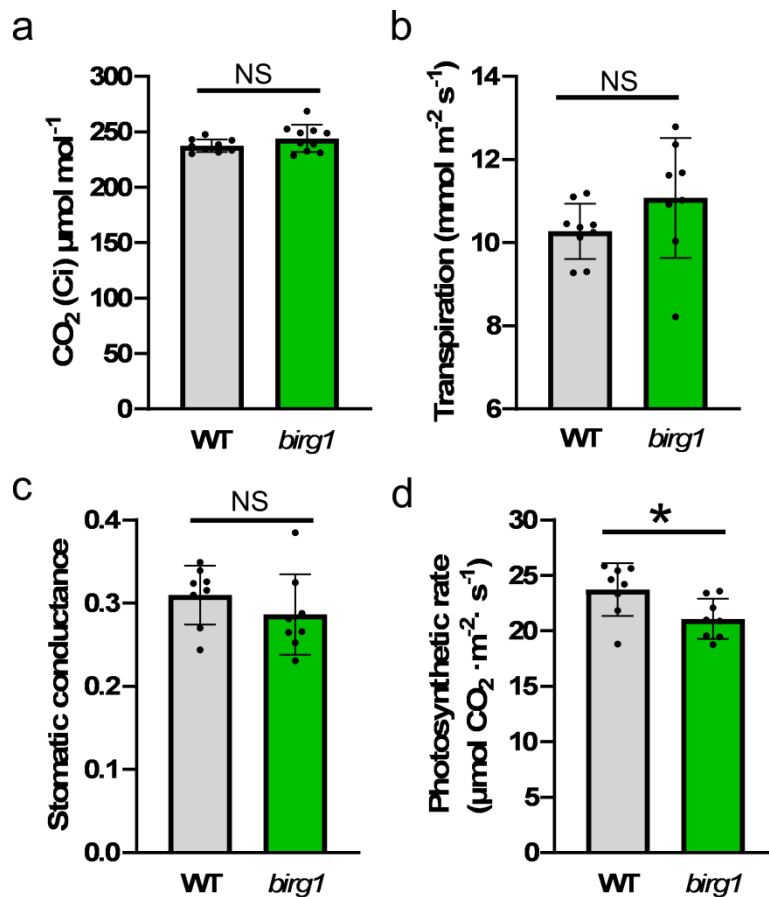 a
CO₂ (Ci) µmol mol⁻¹
300
250
200
150
100
50
0
NS
WT birg1
b
Transpiration (mmol m⁻² s⁻¹)
14
12
10
8
6
NS
WT birg1
c
Stomatic conductance
0.4
0.3
0.2
0.1
0.0
NS
WT birg1
d
Photosynthetic rate
(µmol CO₂ ·m⁻²· s⁻¹)
30
25
20
15
10
5
0
*
WT birg1